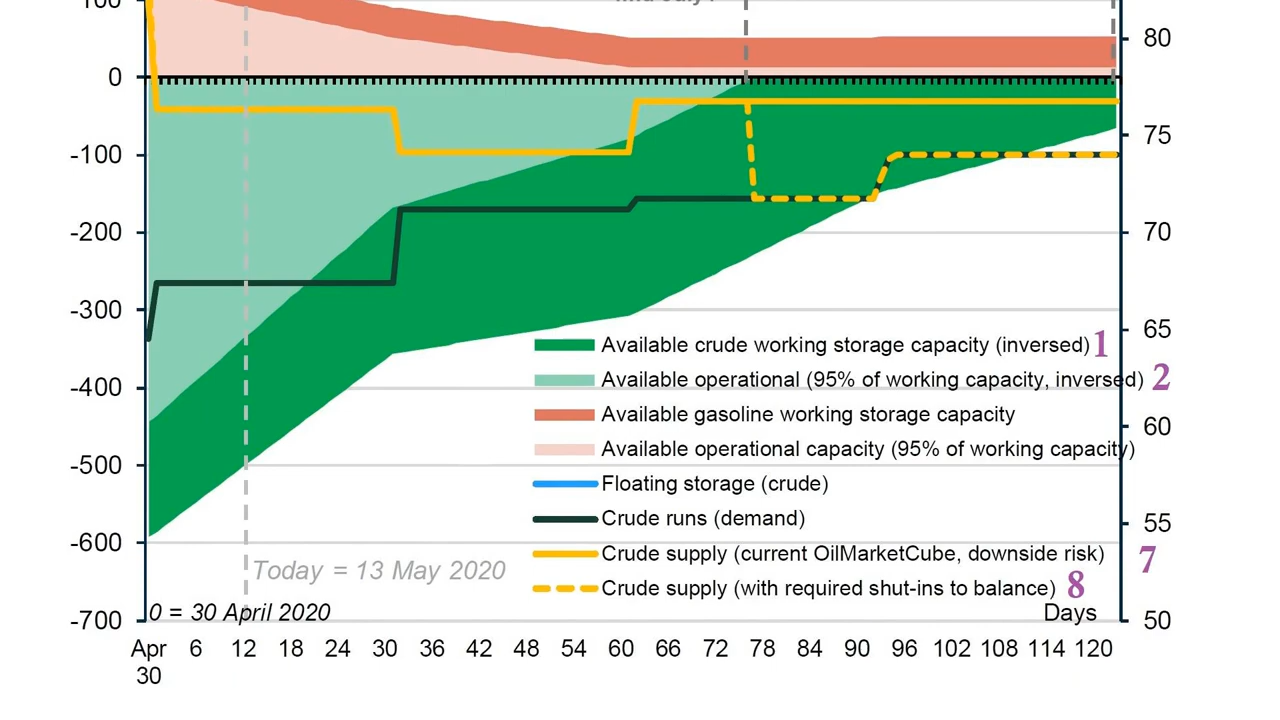 100
80
0
-100
75
-200
70
-300
65
Available crude working storage capacity (inversed) 1
Available operational (95% of working capacity, inversed) 2
-400
Available gasoline working storage capacity
60
Available operational capacity (95% of working capacity)
-500
Floating storage (crude)
Crude runs (demand)
55
-600
Crude supply (current OilMarketCube, downside risk) 7
Today = 13 May 2020
Crude supply (with required shut-ins to balance) 8
-700
0 = 30 April 2020
Days
50
Apr 6 12 18 24 30 36 42 48 54 60 66 72 78 84 90 96 102 108 114 120
30